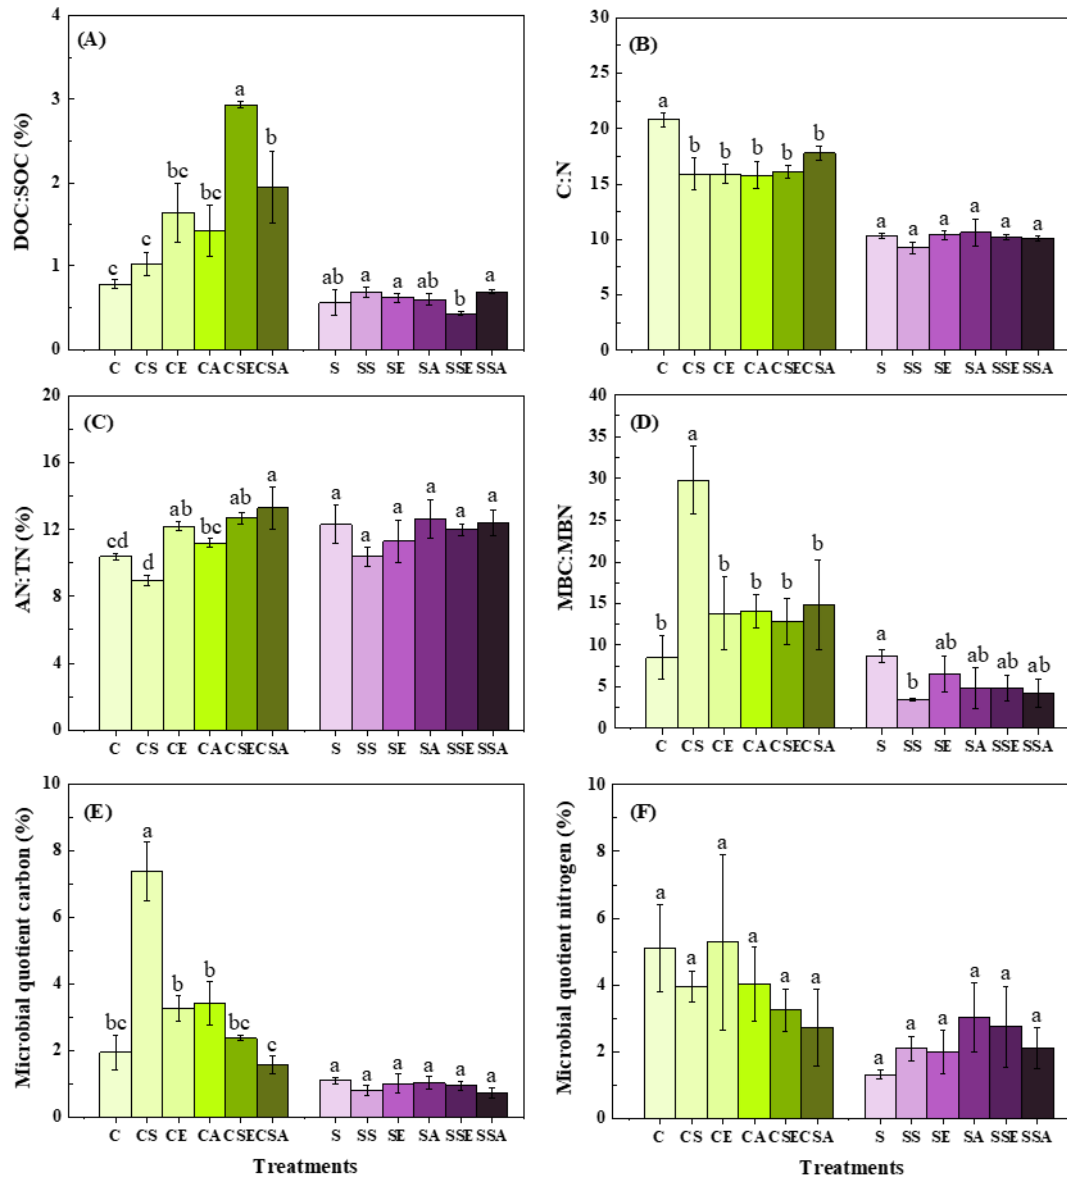 (A)
DOC:SOC (%)
4
3
2
1
0
c
c
bc
bc
a
b
ab
a
a
ab
b
a
C CS CE CA CSE CSA S SS SE SA SSE SSA
(B)
C:N
30
25
20
15
10
5
0
a
b
b
b
b
b
a
a
a
a
a
a
C CS CE CA CSE CSA S SS SE SA SSE SSA
(C)
AN:TN (%)
20
16
12
8
4
0
cd
d
ab
bc
ab
a
a
a
a
a
a
a
C CS CE CA CSE CSA S SS SE SA SSE SSA
(D)
MBC:MBN
40
35
30
25
20
15
10
5
0
b
a
b
b
b
b
a
b
ab
ab
ab
ab
C CS CE CA CSE CSA S SS SE SA SSE SSA
(E)
Microbial quotient carbon (%)
10
8
6
4
2
0
bc
a
b
b
bc
c
a
a
a
a
a
a
C CS CE CA CSE CSA S SS SE SA SSE SSA
Treatments
(F)
Microbial quotient nitrogen (%)
10
8
6
4
2
0
a
a
a
a
a
a
a
a
a
a
a
a
C CS CE CA CSE CSA S SS SE SA SSE SSA
Treatments